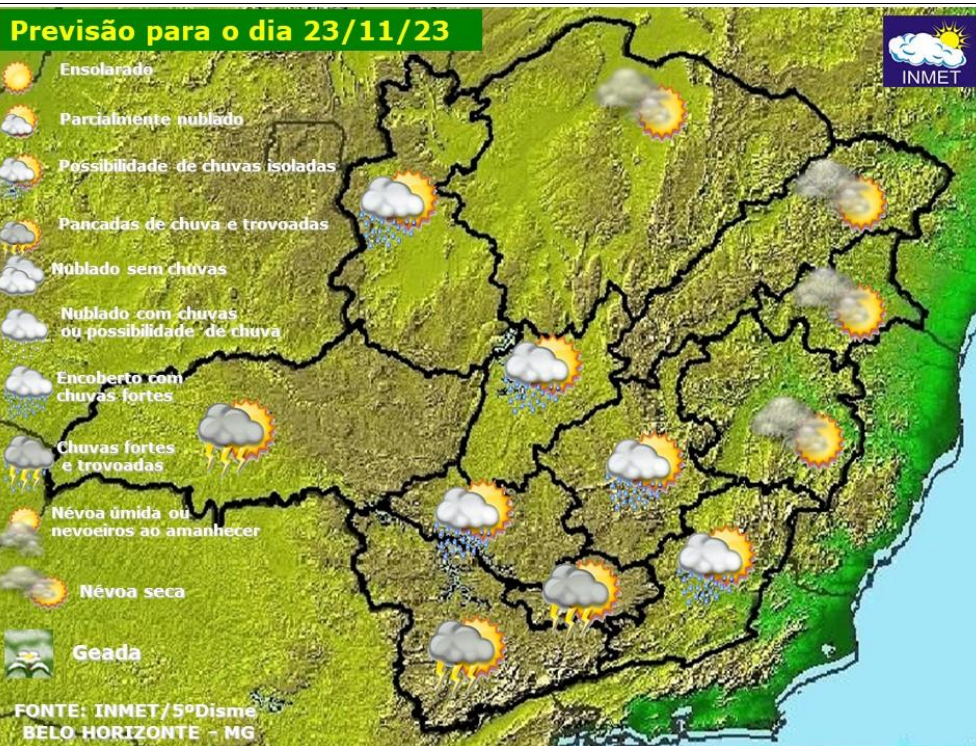 Previsão para o dia 23/11/23
INMET
Ensolarado
Parcialmente nublado
Possibilidade de chuvas isoladas
Pancadas de chuva e trovoadas
Nublado sem chuvas
Nublado com chuvas
ou possibilidade de chuva
Encoberto com
chuvas fortes
Chuvas fortes
e trovoadas
Névoa úmida ou
nevoeiros ao amanhecer
Névoa seca
Geada
FONTE: INMET/5ºDisme
BELO HORIZONTE - MG